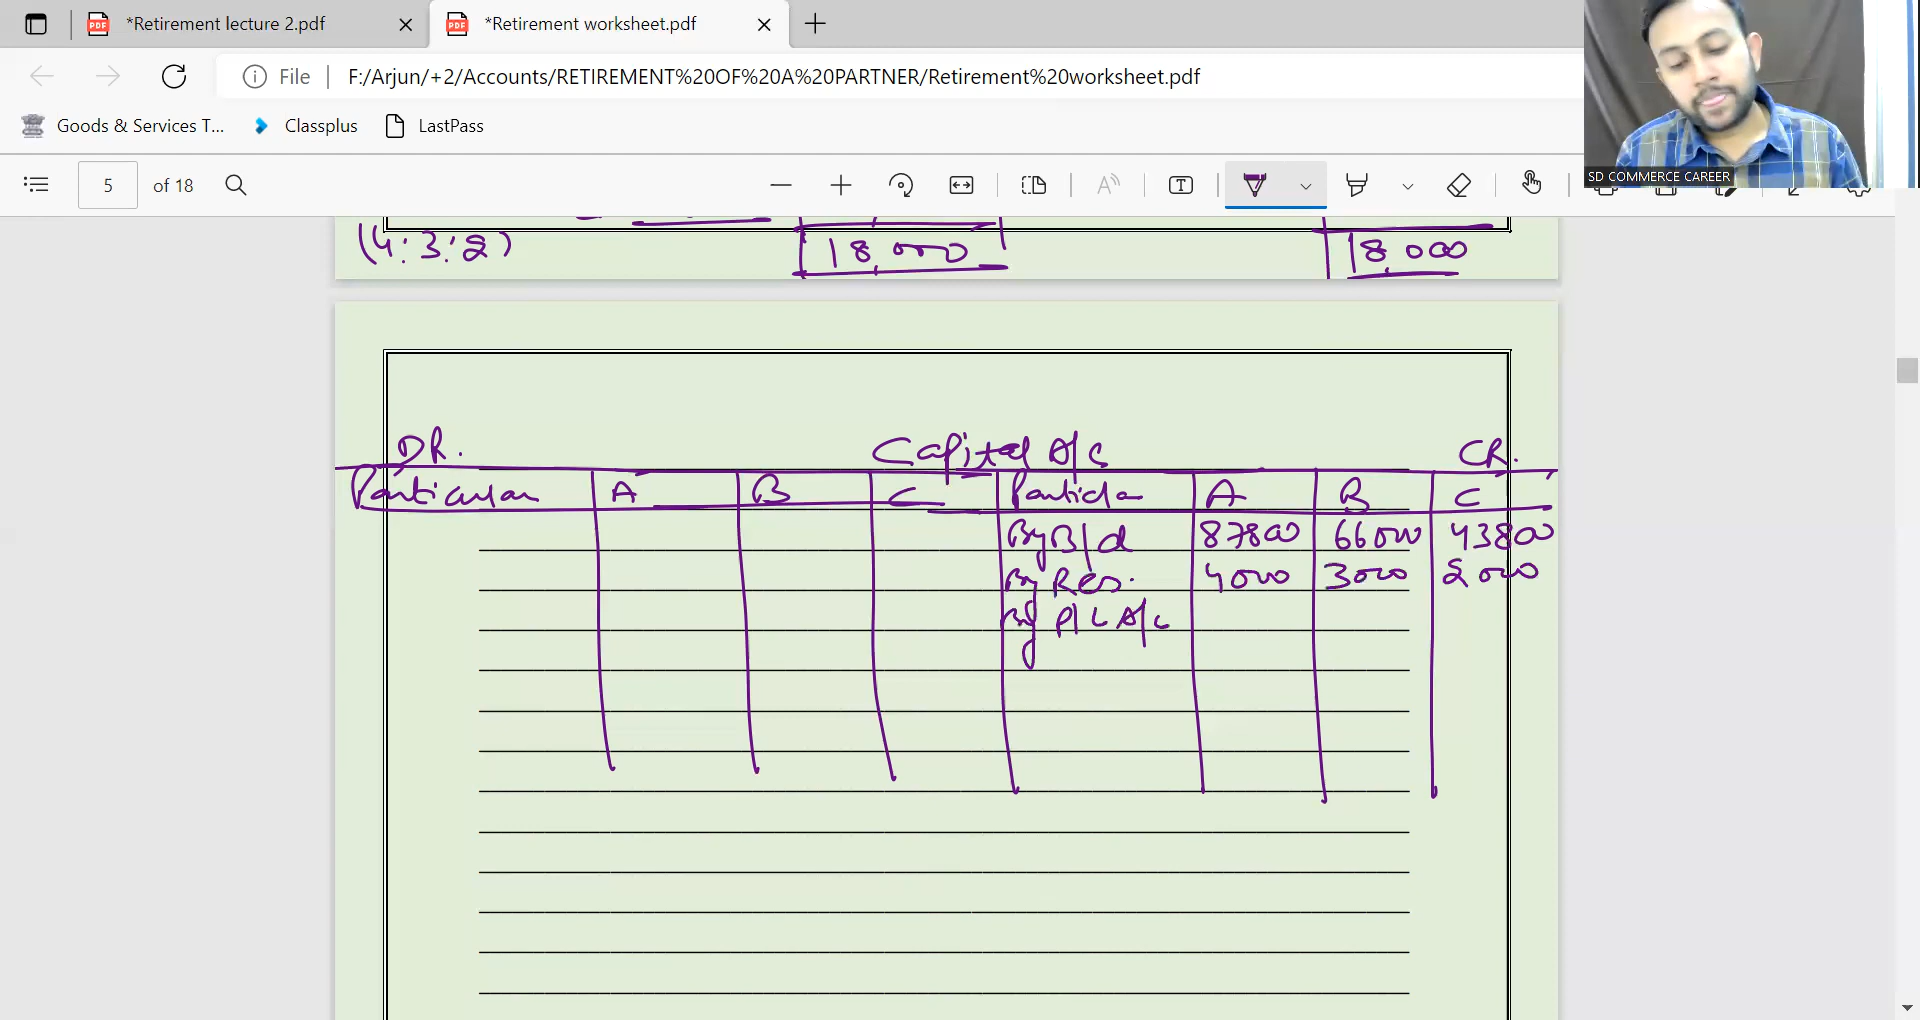 *Retirement lecture 2.pdf
*Retirement worksheet.pdf
File F:/Arjun/+2/Accounts/RETIREMENT%20OF%20A%20PARTNER/Retirement%20worksheet.pdf
Goods & Services T... Classplus LastPass
5 of 18
SD COMMERCE CAREER
(4:3:2) 18,000 18,000
DR. Capital A/c CR.
Particular A B C Particula A B C
By B/d 87800 66000 43800
By Res. 4000 3000 2000
By P/L A/c